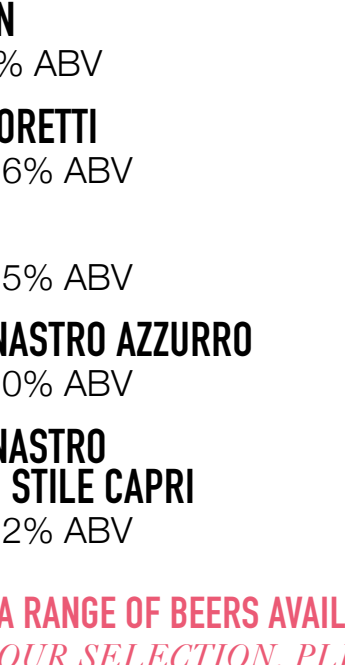 N
% ABV
ORETTI
6% ABV
5% ABV
NASTRO AZZURRO
0% ABV
NASTRO
STILE CAPRI
2% ABV
A RANGE OF BEERS AVAIL
OUR SELECTION, PLE